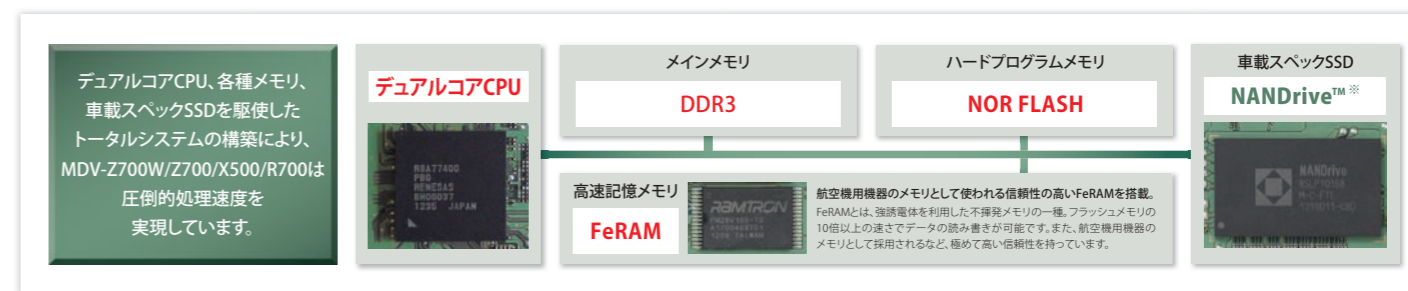 デュアルコアCPU、各種メモリ、
車載スペックSSDを駆使した
トータルシステムの構築により、
MDV-Z700W/Z700/X500/R700は
圧倒的処理速度を
実現しています。
デュアルコアCPU
R8A77400
PBG
RENESAS
1235 JAPAN
メインメモリ
DDR3
ハードプログラムメモリ
NOR FLASH
高速記憶メモリ
FeRAM
RAMTRON
航空機用機器のメモリとして使われる信頼性の高いFeRAMを搭載。
FeRAMとは、強誘電体を利用した不揮発メモリの一種。フラッシュメモリの
10倍以上の速さでデータの読み書きが可能です。また、航空機用機器の
メモリとして採用されるなど、極めて高い信頼性を持っています。
車載スペックSSD
NANDrive™ ※
NANDrive